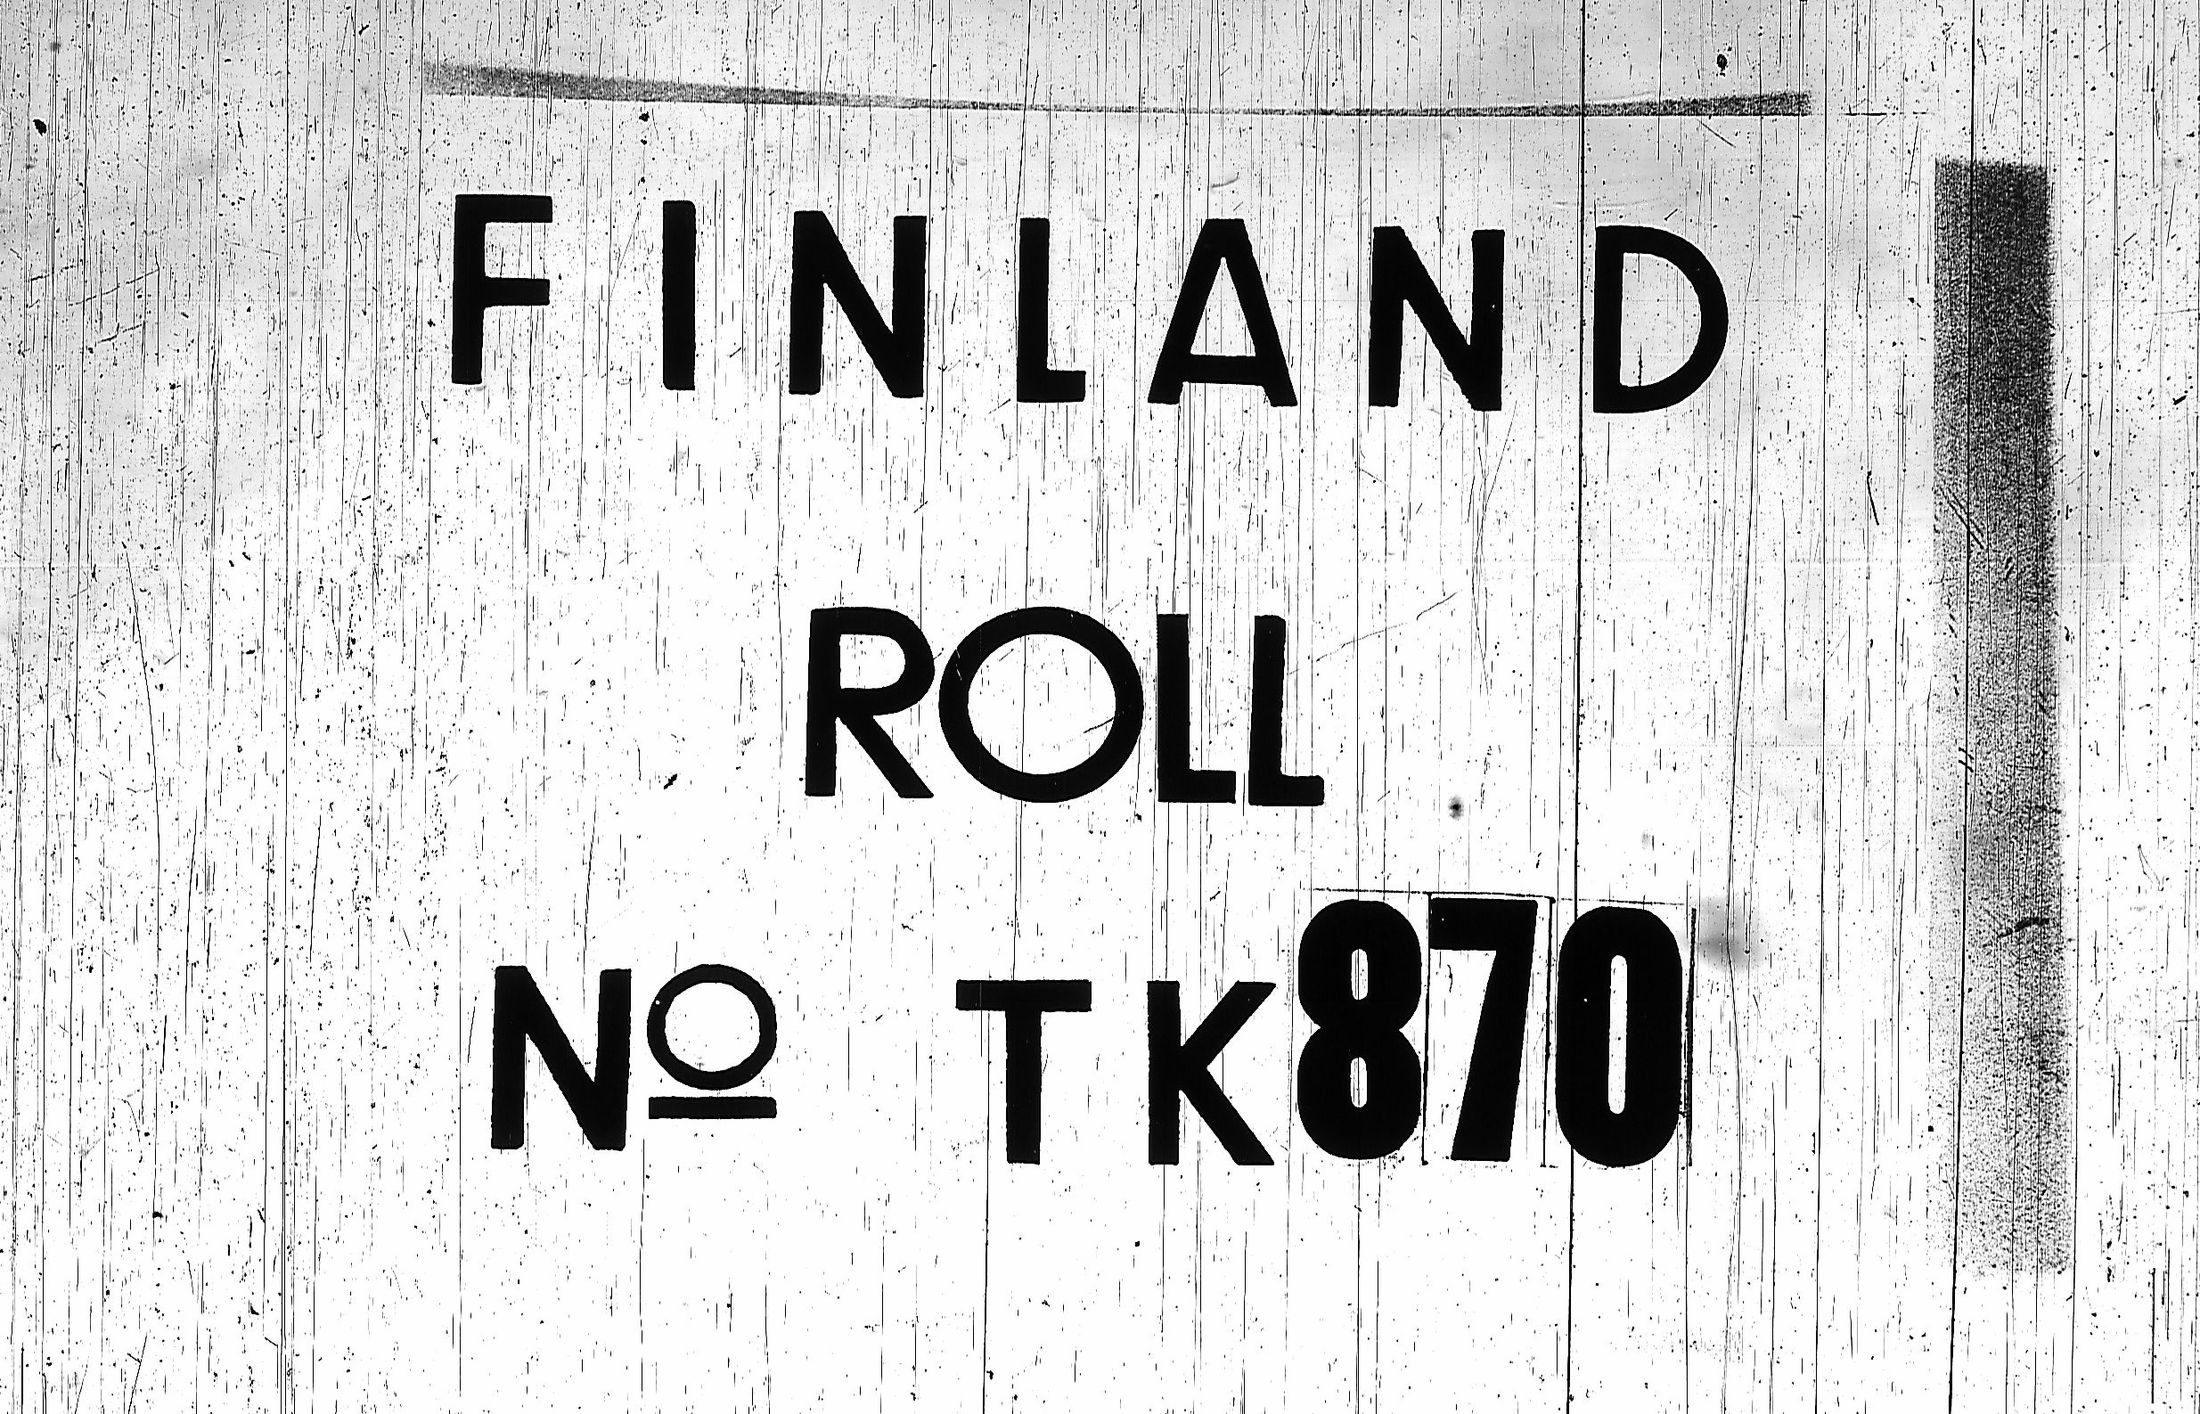 FINLAND
ROLL
Nº TK870